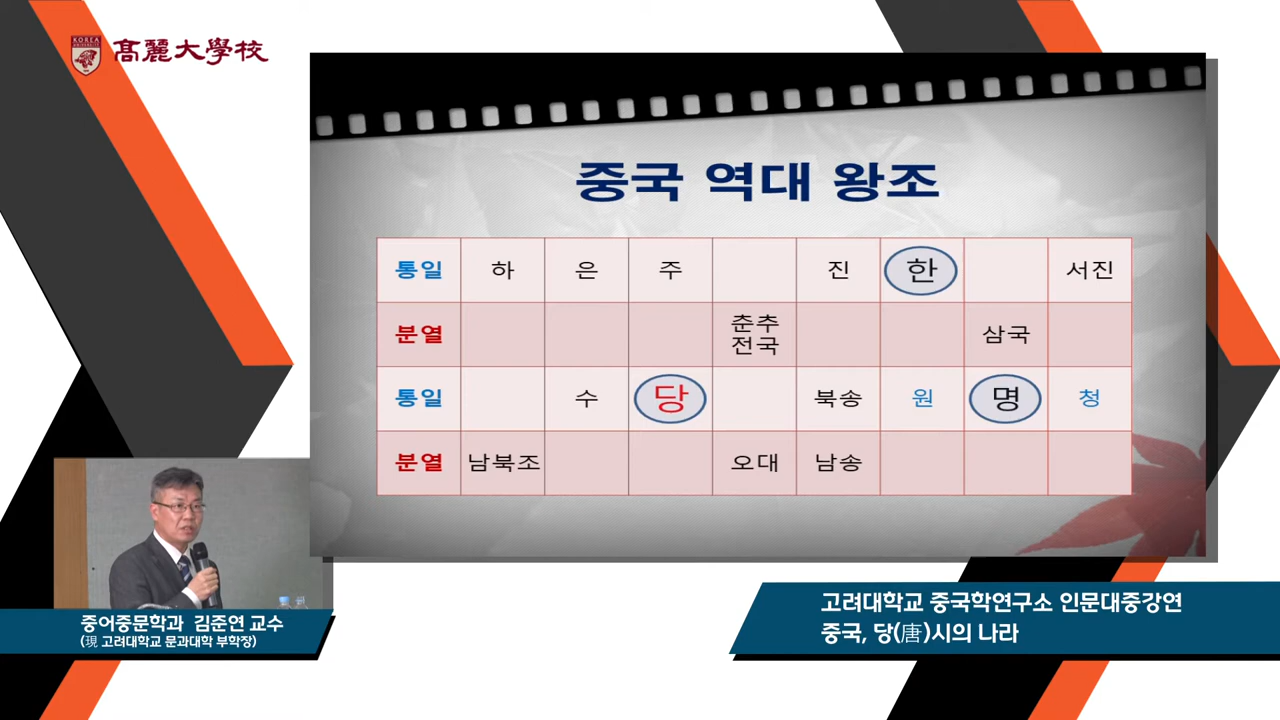 KOREA
UNIVERSITY
髙麗大學校
중국 역대 왕조
통일 하 은 주 진 한 서진
분열 춘추 전국 삼국
통일 수 당 북송 원 명 청
분열 남북조 오대 남송
중어중문학과 김준연 교수
(現 고려대학교 문과대학 부학장)
고려대학교 중국학연구소 인문대중강연
중국, 당(唐)시의 나라